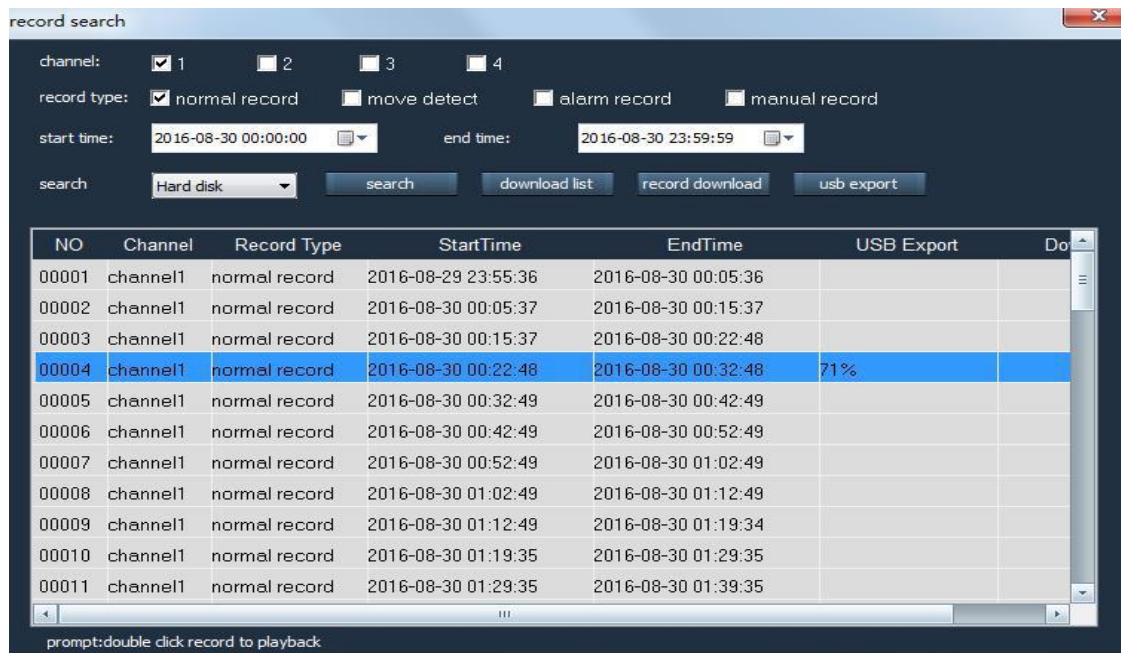 record search
channel: 1 2 3 4
record type: normal record move detect alarm record manual record
start time: 2016-08-30 00:00:00 end time: 2016-08-30 23:59:59
search Hard disk search download list record download usb export
NO Channel Record Type StartTime EndTime USB Export Do
00001 channel1 normal record 2016-08-29 23:55:36 2016-08-30 00:05:36
00002 channel1 normal record 2016-08-30 00:05:37 2016-08-30 00:15:37
00003 channel1 normal record 2016-08-30 00:15:37 2016-08-30 00:22:48
00004 channel1 normal record 2016-08-30 00:22:48 2016-08-30 00:32:48 71%
00005 channel1 normal record 2016-08-30 00:32:49 2016-08-30 00:42:49
00006 channel1 normal record 2016-08-30 00:42:49 2016-08-30 00:52:49
00007 channel1 normal record 2016-08-30 00:52:49 2016-08-30 01:02:49
00008 channel1 normal record 2016-08-30 01:02:49 2016-08-30 01:12:49
00009 channel1 normal record 2016-08-30 01:12:49 2016-08-30 01:19:34
00010 channel1 normal record 2016-08-30 01:19:35 2016-08-30 01:29:35
00011 channel1 normal record 2016-08-30 01:29:35 2016-08-30 01:39:35
prompt:double click record to playback